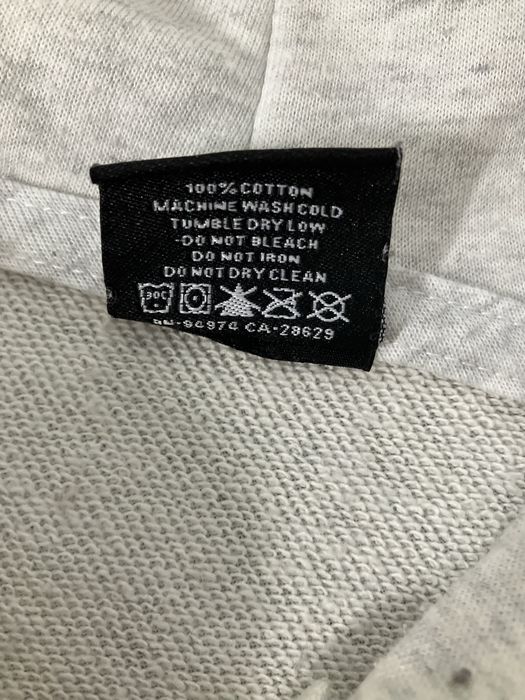 100% COTTON
MACHINE WASH COLD
TUMBLE DRY LOW
-DO NOT BLEACH
DO NOT IRON
DO NOT DRY CLEAN
30C
RN-94974 CA-28629